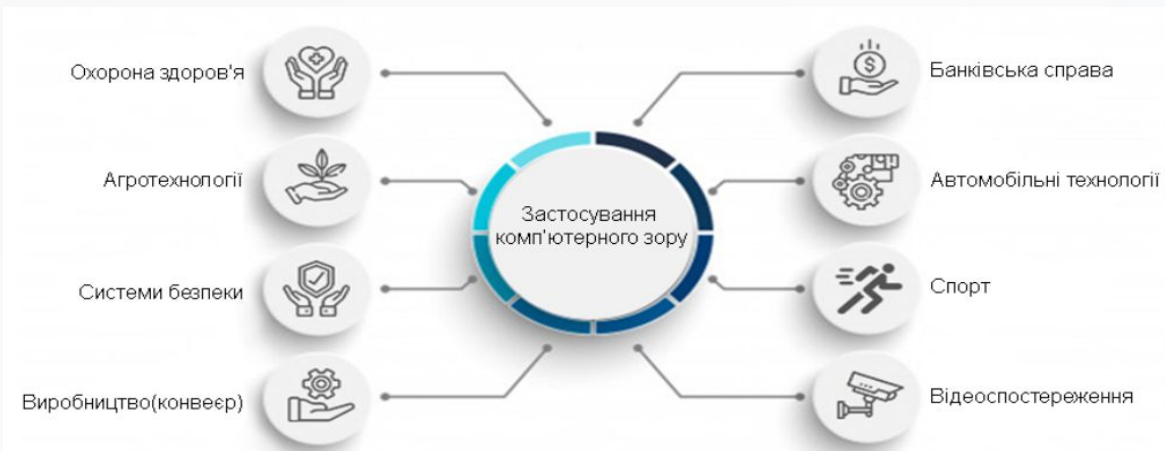 Охорона здоров'я
Агротехнології
Системи безпеки
Виробництво(конвеєр)
Застосування
комп'ютерного зору
Банківська справа
Автомобільні технології
Спорт
Відеоспостереження